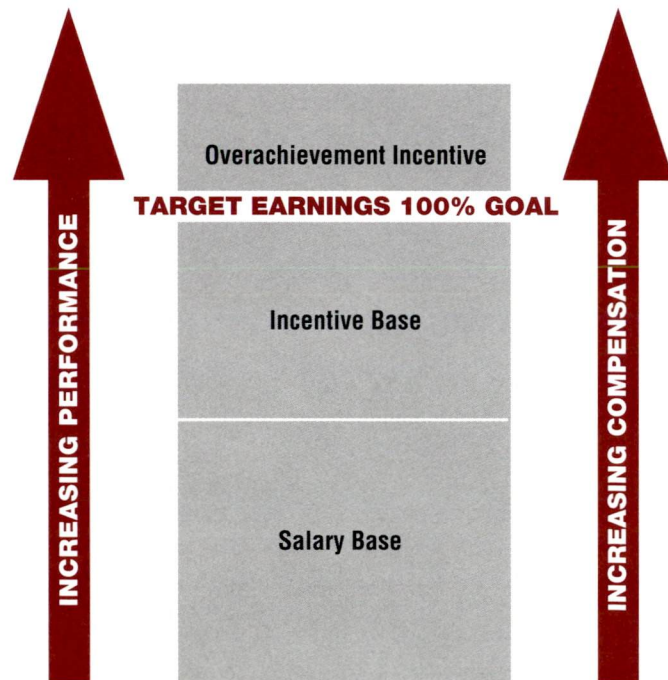 Overachievement Incentive
TARGET EARNINGS 100% GOAL
Incentive Base
Salary Base
INCREASING PERFORMANCE
INCREASING COMPENSATION